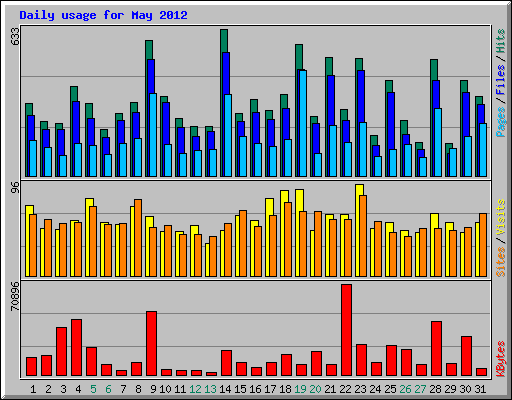 Daily usage for May 2012
633
Pages / Files / Hits
96
Sites / Visits
70896
KBytes
1 2 3 4 5 6 7 8 9 10 11 12 13 14 15 16 17 18 19 20 21 22 23 24 25 26 27 28 29 30 31